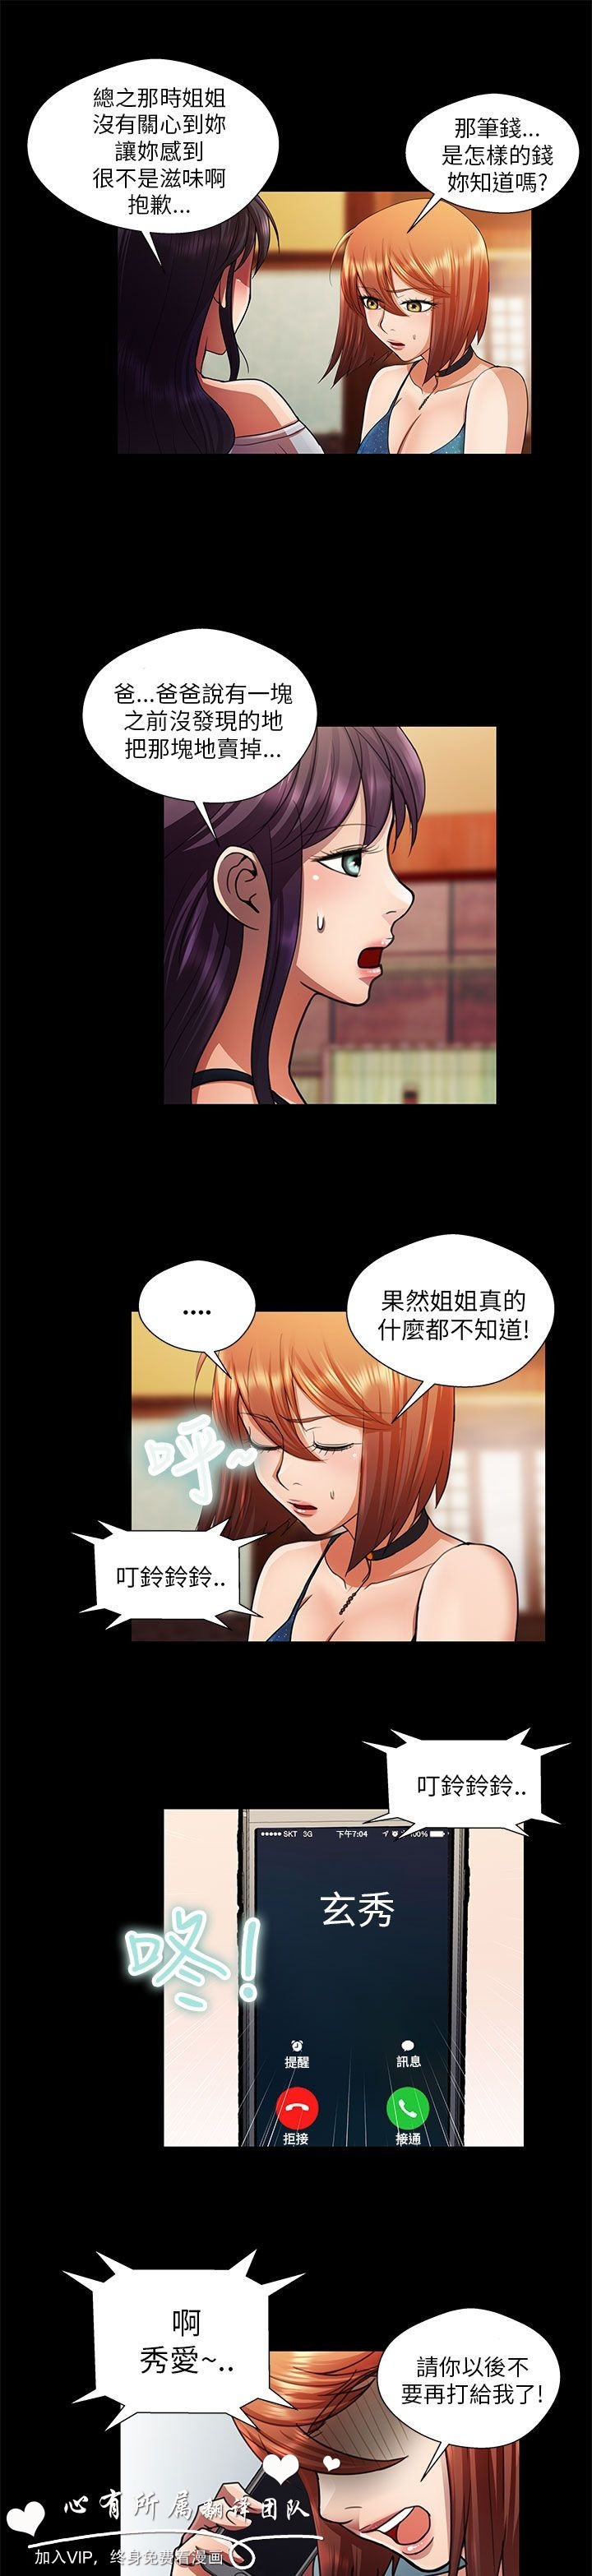 總之那時姐姐
沒有關心到妳
讓妳感到
很不是滋味啊
抱歉...
那筆錢...
是怎樣的錢
妳知道嗎?
爸...爸爸說有一塊
之前沒發現的地
把那塊地賣掉...
....
果然姐姐真的
什麼都不知道!
呼~
叮鈴鈴鈴..
叮鈴鈴鈴..
SKT 3G 下午7:04 100%
玄秀
咚!
提醒 訊息
拒接 接通
啊
秀愛~..
請你以後不
要再打給我了!
心有所属翻译团队
加入VIP，终身免费看漫画